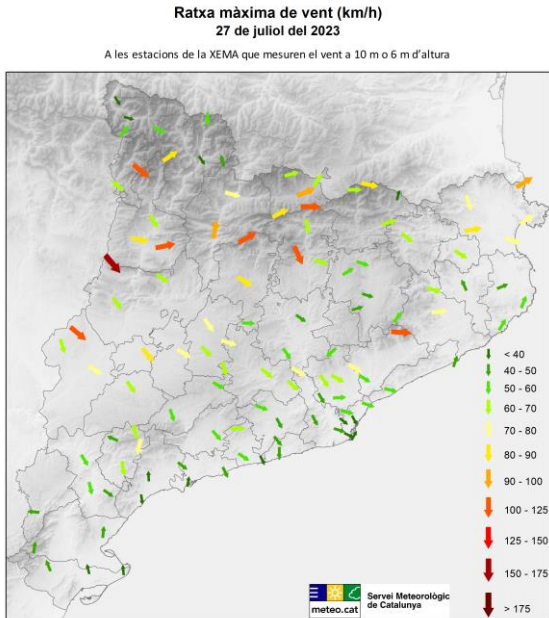 Ratxa màxima de vent (km/h)
27 de juliol del 2023
A les estacions de la XEMA que mesuren el vent a 10 m o 6 m d'altura
< 40
40 - 50
50 - 60
60 - 70
70 - 80
80 - 90
90 - 100
100 - 125
125 - 150
150 - 175
> 175
meteo.cat
Servei Meteorològic
de Catalunya